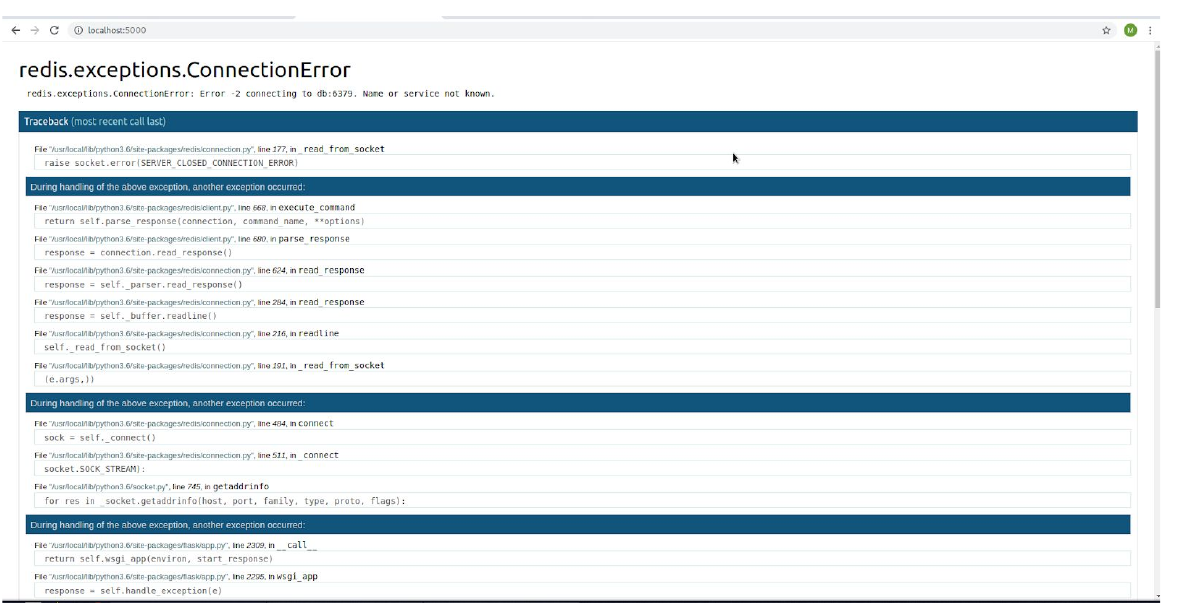 localhost:5000
M
redis.exceptions.ConnectionError
redis.exceptions.ConnectionError: Error -2 connecting to db:6379. Name or service not known.
Traceback (most recent call last)
File "/usr/local/lib/python3.6/site-packages/redis/connection.py", line 177, in _read_from_socket
raise socket.error(SERVER_CLOSED_CONNECTION_ERROR)
During handling of the above exception, another exception occurred:
File "/usr/local/lib/python3.6/site-packages/redis/client.py", line 668, in execute_command
return self.parse_response(connection, command_name, **options)
File "/usr/local/lib/python3.6/site-packages/redis/client.py", line 680, in parse_response
response = connection.read_response()
File "/usr/local/lib/python3.6/site-packages/redis/connection.py", line 624, in read_response
response = self._parser.read_response()
File "/usr/local/lib/python3.6/site-packages/redis/connection.py", line 284, in read_response
response = self._buffer.readline()
File "/usr/local/lib/python3.6/site-packages/redis/connection.py", line 216, in readline
self._read_from_socket()
File "/usr/local/lib/python3.6/site-packages/redis/connection.py", line 191, in _read_from_socket
(e.args,))
During handling of the above exception, another exception occurred:
File "/usr/local/lib/python3.6/site-packages/redis/connection.py", line 484, in connect
sock = self._connect()
File "/usr/local/lib/python3.6/site-packages/redis/connection.py", line 511, in _connect
socket.SOCK_STREAM):
File "/usr/local/lib/python3.6/socket.py", line 745, in getaddrinfo
for res in _socket.getaddrinfo(host, port, family, type, proto, flags):
During handling of the above exception, another exception occurred:
File "/usr/local/lib/python3.6/site-packages/flask/app.py", line 2309, in __call__
return self.wsgi_app(environ, start_response)
File "/usr/local/lib/python3.6/site-packages/flask/app.py", line 2295, in wsgi_app
response = self.handle_exception(e)